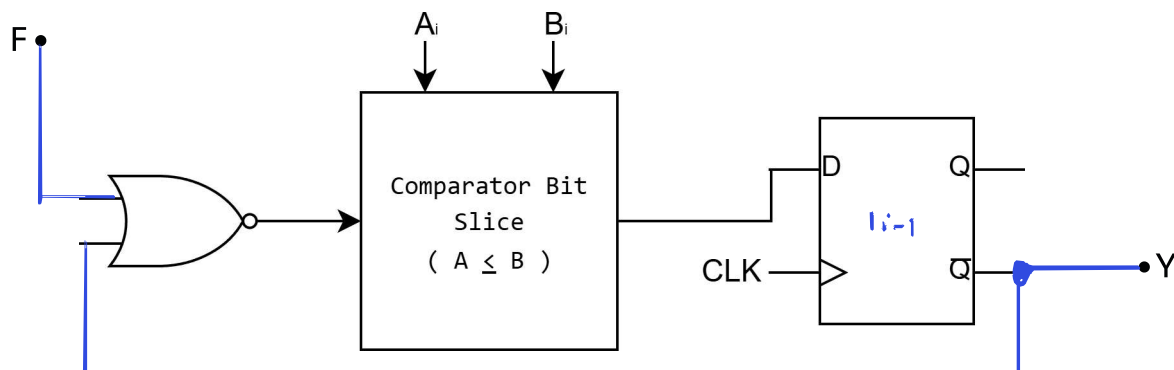 F
Aᵢ
Bᵢ
Comparator Bit
Slice
( A ≤ B )
D
Q
CLK
Q̅
Y